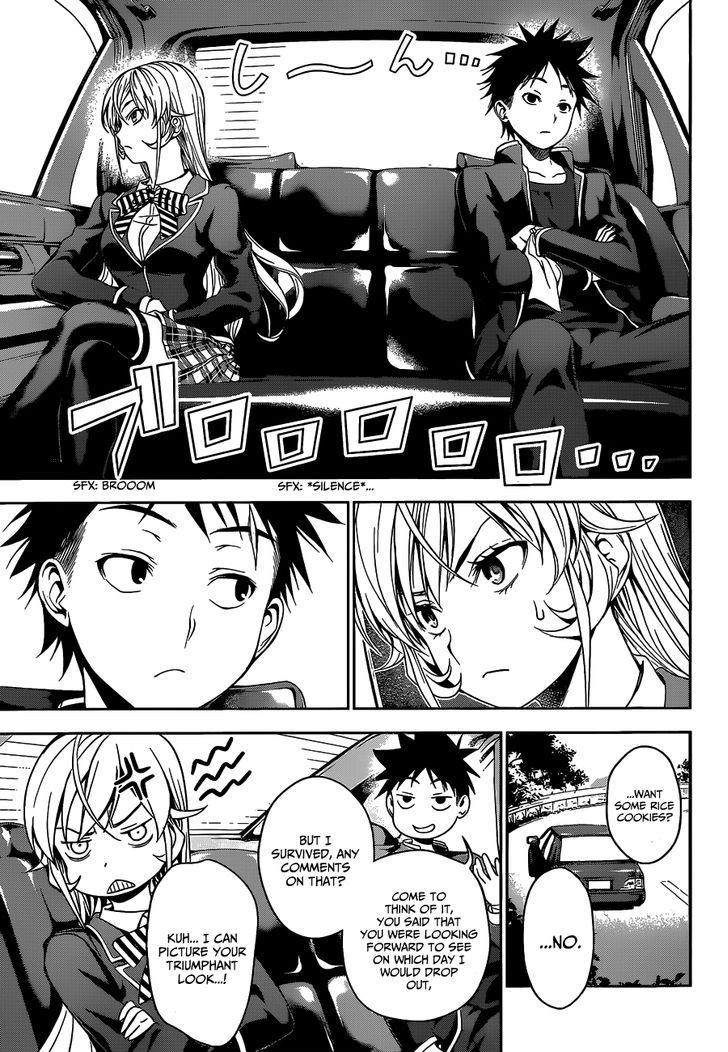 しーん…
ブロロロロロ…
SFX: BROOOM
SFX: *SILENCE*...
...WANT
SOME RICE
COOKIES?
...NO.
COME TO
THINK OF IT,
YOU SAID THAT
YOU WERE LOOKING
FORWARD TO SEE
ON WHICH DAY I
WOULD DROP
OUT,
BUT I
SURVIVED, ANY
COMMENTS
ON THAT?
KUH... I CAN
PICTURE YOUR
TRIUMPHANT
LOOK...!